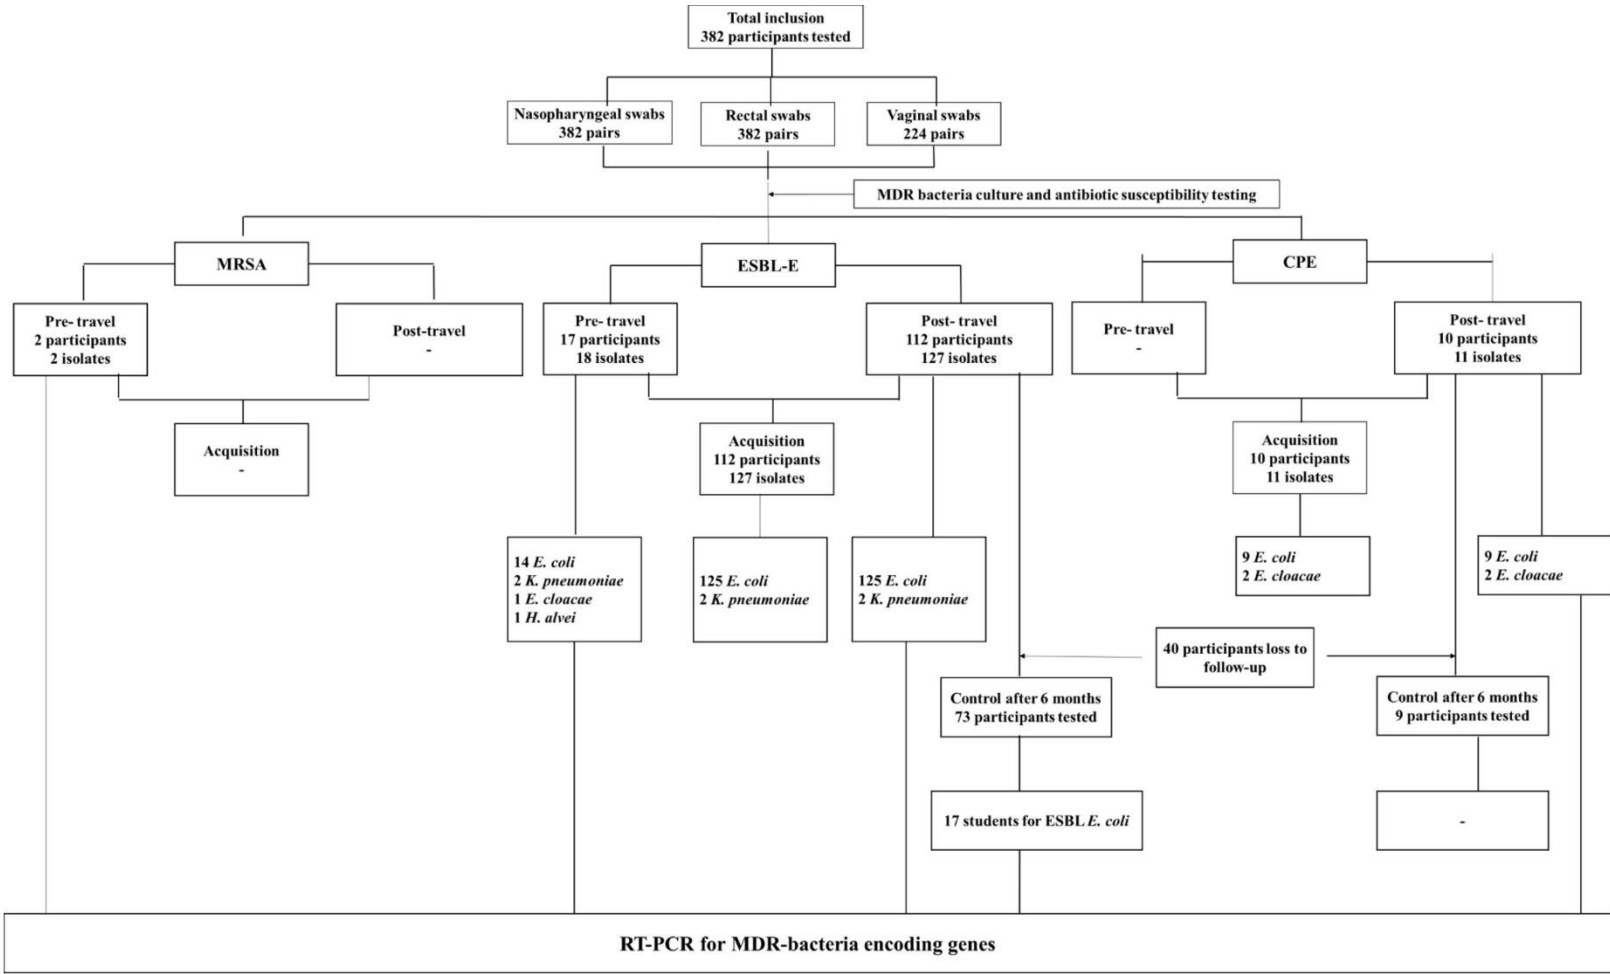 Total inclusion
382 participants tested
Nasopharyngeal swabs
382 pairs
Rectal swabs
382 pairs
Vaginal swabs
224 pairs
MDR bacteria culture and antibiotic susceptibility testing
MRSA
ESBL-E
CPE
Pre- travel
2 participants
2 isolates
Post-travel
-
Pre- travel
17 participants
18 isolates
Post- travel
112 participants
127 isolates
Pre- travel
-
Post- travel
10 participants
11 isolates
Acquisition
-
Acquisition
112 participants
127 isolates
Acquisition
10 participants
11 isolates
14 E. coli
2 K. pneumoniae
1 E. cloacae
1 H. alvei
125 E. coli
2 K. pneumoniae
125 E. coli
2 K. pneumoniae
9 E. coli
2 E. cloacae
9 E. coli
2 E. cloacae
40 participants loss to
follow-up
Control after 6 months
73 participants tested
Control after 6 months
9 participants tested
17 students for ESBL E. coli
-
RT-PCR for MDR-bacteria encoding genes